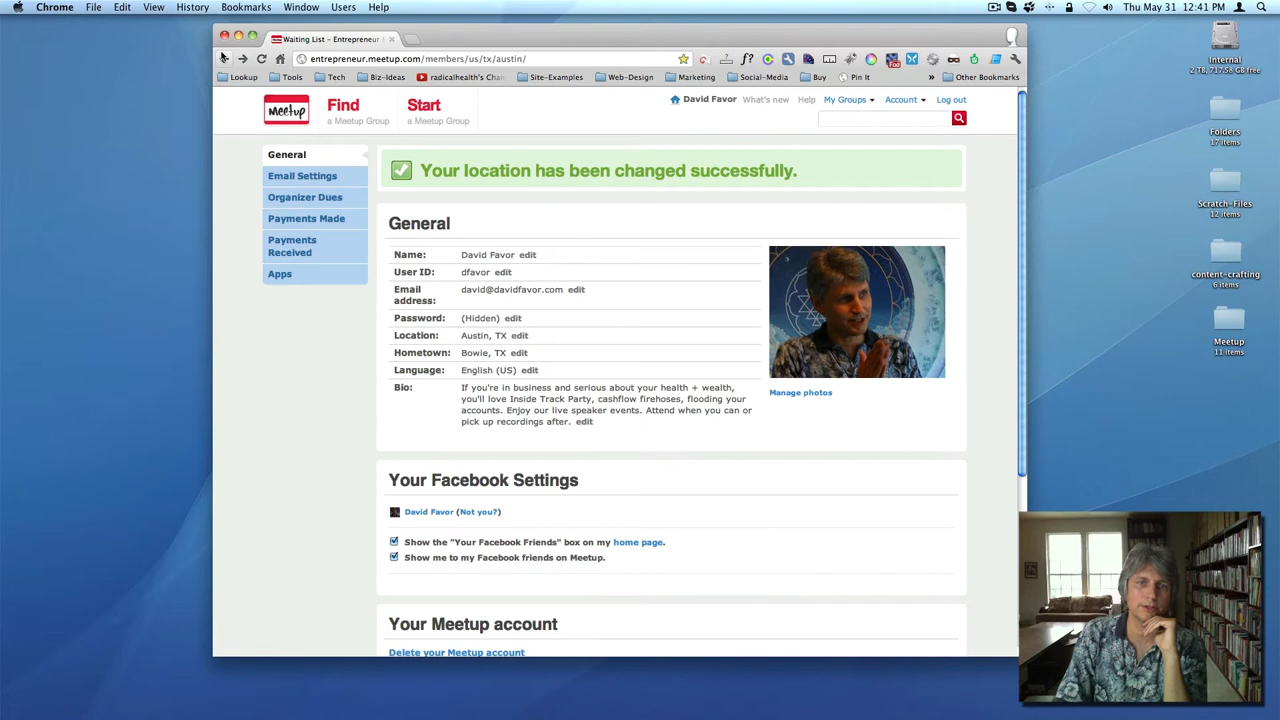 Chrome File Edit View History Bookmarks Window Users Help Thu May 31 12:41 PM
Waiting List – Entrepreneur
entrepreneur.meetup.com/members/us/tx/austin/
Lookup Tools Tech Biz-Ideas radicalhealth's Chan Site-Examples Web-Design Marketing Social-Media Buy Pin It » Other Bookmarks
Meetup
Find
a Meetup Group
Start
a Meetup Group
David Favor What's new Help My Groups Account Log out
General
Email Settings
Organizer Dues
Payments Made
Payments
Received
Apps
Your location has been changed successfully.
General
Name: David Favor edit
User ID: dfavor edit
Email
address: david@davidfavor.com edit
Password: (Hidden) edit
Location: Austin, TX edit
Hometown: Bowie, TX edit
Language: English (US) edit
Bio: If you're in business and serious about your health + wealth,
you'll love Inside Track Party, cashflow firehoses, flooding your
accounts. Enjoy our live speaker events. Attend when you can or
pick up recordings after. edit
Manage photos
Your Facebook Settings
David Favor (Not you?)
Show the "Your Facebook Friends" box on my home page.
Show me to my Facebook friends on Meetup.
Your Meetup account
Delete your Meetup account
Internal
2 TB, 717.58 GB free
Folders
17 items
Scratch-Files
12 items
content-crafting
6 items
Meetup
11 items